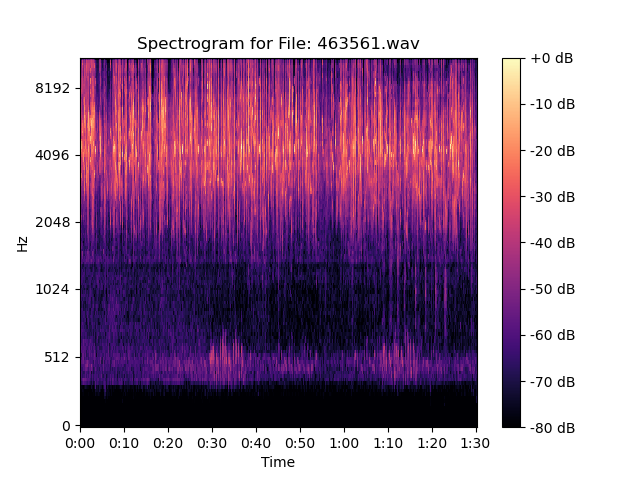 Spectrogram for File: 463561.wav
+0 dB
-10 dB
-20 dB
-30 dB
-40 dB
-50 dB
-60 dB
-70 dB
-80 dB
8192
4096
2048
1024
512
0
Hz
0:00 0:10 0:20 0:30 0:40 0:50 1:00 1:10 1:20 1:30
Time